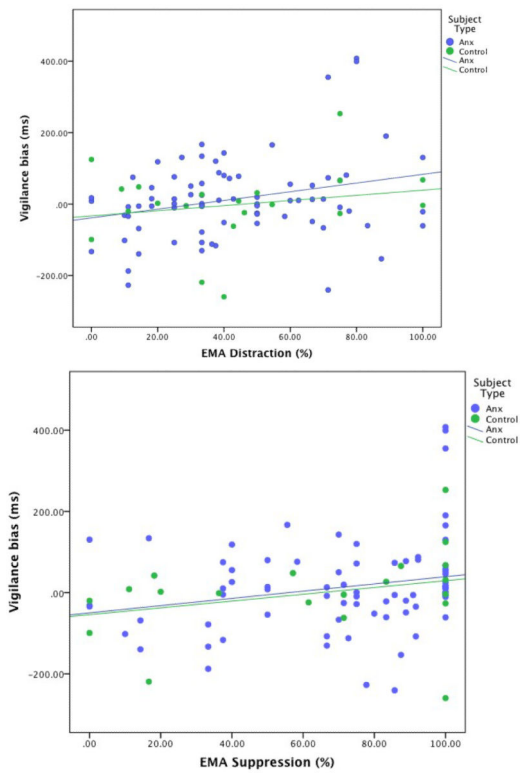 Subject
Type
Anx
Control
Anx
Control
400.00
200.00
.00
-200.00
Vigilance bias (ms)
.00
20.00
40.00
60.00
80.00
100.00
EMA Distraction (%)
Subject
Type
Anx
Control
Anx
Control
400.00
200.00
.00
-200.00
Vigilance bias (ms)
.00
20.00
40.00
60.00
80.00
100.00
EMA Suppression (%)